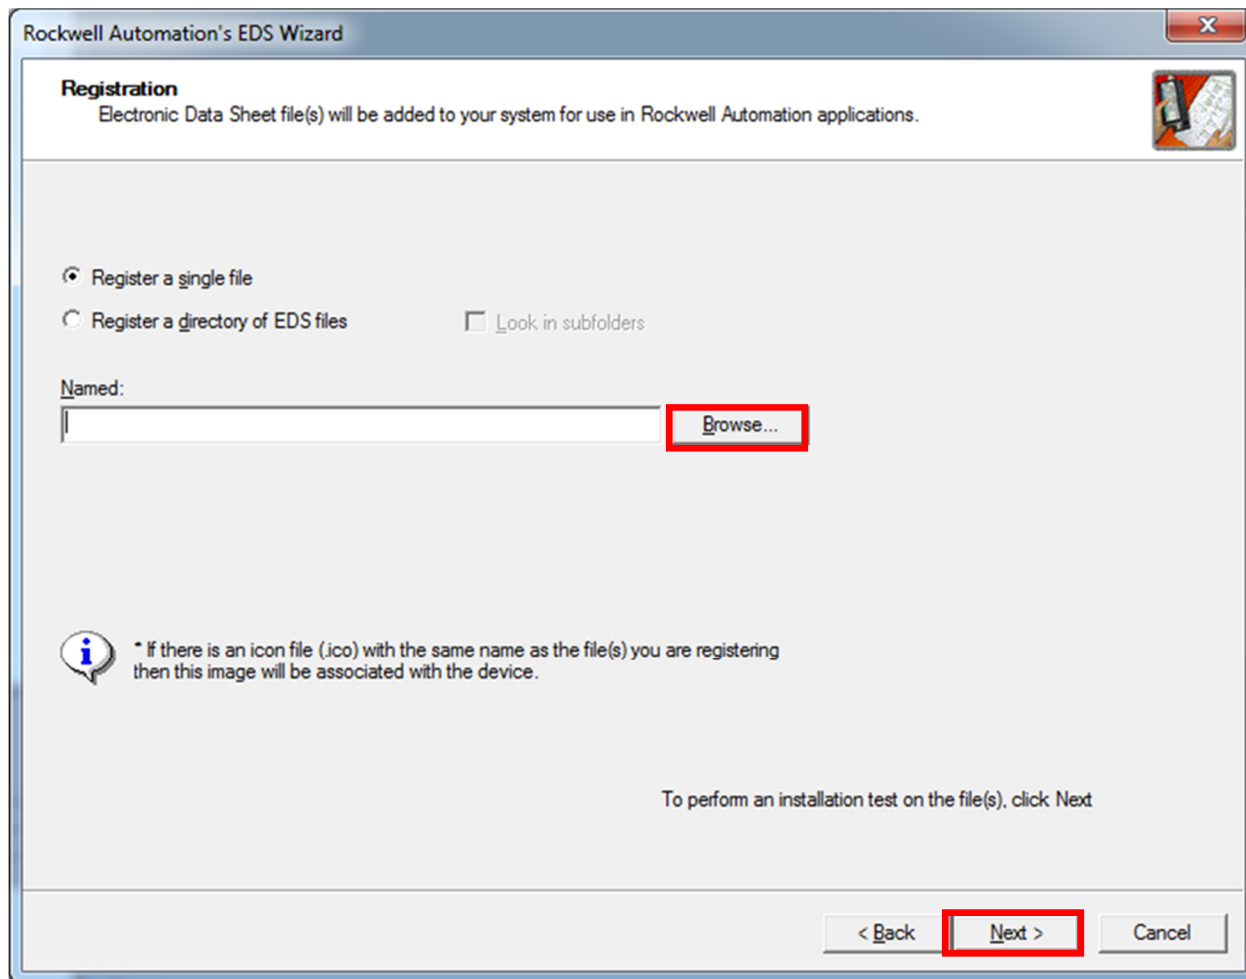 Rockwell Automation's EDS Wizard
Registration
Electronic Data Sheet file(s) will be added to your system for use in Rockwell Automation applications.
Register a single file
Register a directory of EDS files
Look in subfolders
Named:
Browse...
i
* If there is an icon file (.ico) with the same name as the file(s) you are registering
then this image will be associated with the device.
To perform an installation test on the file(s), click Next
< Back
Next >
Cancel